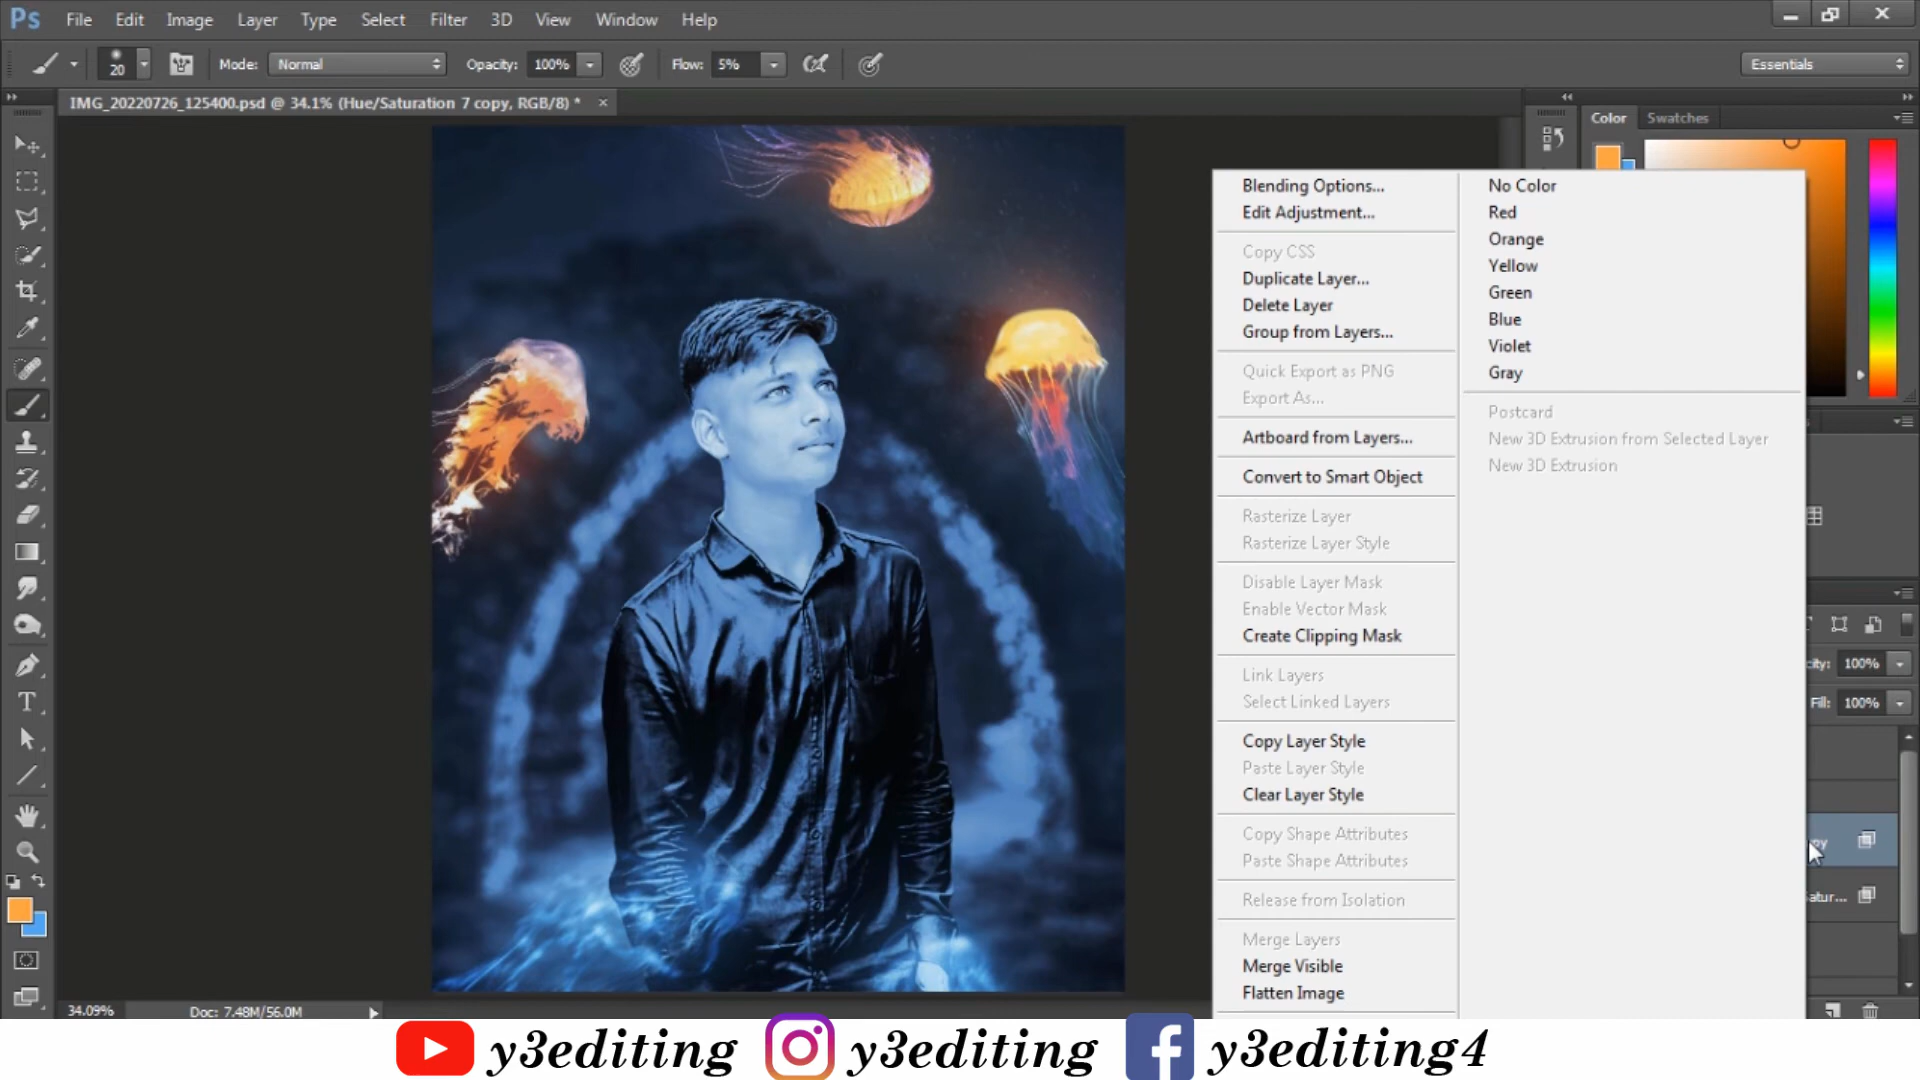 Ps File Edit Image Layer Type Select Filter 3D View Window Help
20 Mode: Normal Opacity: 100% Flow: 5% Essentials
IMG_20220726_125400.psd @ 34.1% (Hue/Saturation 7 copy, RGB/8) *
Color Swatches
Blending Options...
Edit Adjustment...
Copy CSS
Duplicate Layer...
Delete Layer
Group from Layers...
Quick Export as PNG
Export As...
Artboard from Layers...
Convert to Smart Object
Rasterize Layer
Rasterize Layer Style
Disable Layer Mask
Enable Vector Mask
Create Clipping Mask
Link Layers
Select Linked Layers
Copy Layer Style
Paste Layer Style
Clear Layer Style
Copy Shape Attributes
Paste Shape Attributes
Release from Isolation
Merge Layers
Merge Visible
Flatten Image
No Color
Red
Orange
Yellow
Green
Blue
Violet
Gray
Postcard
New 3D Extrusion from Selected Layer
New 3D Extrusion
city: 100%
Fill: 100%
Satur...
34.09% Doc: 7.48M/56.0M
y3editing y3editing y3editing4